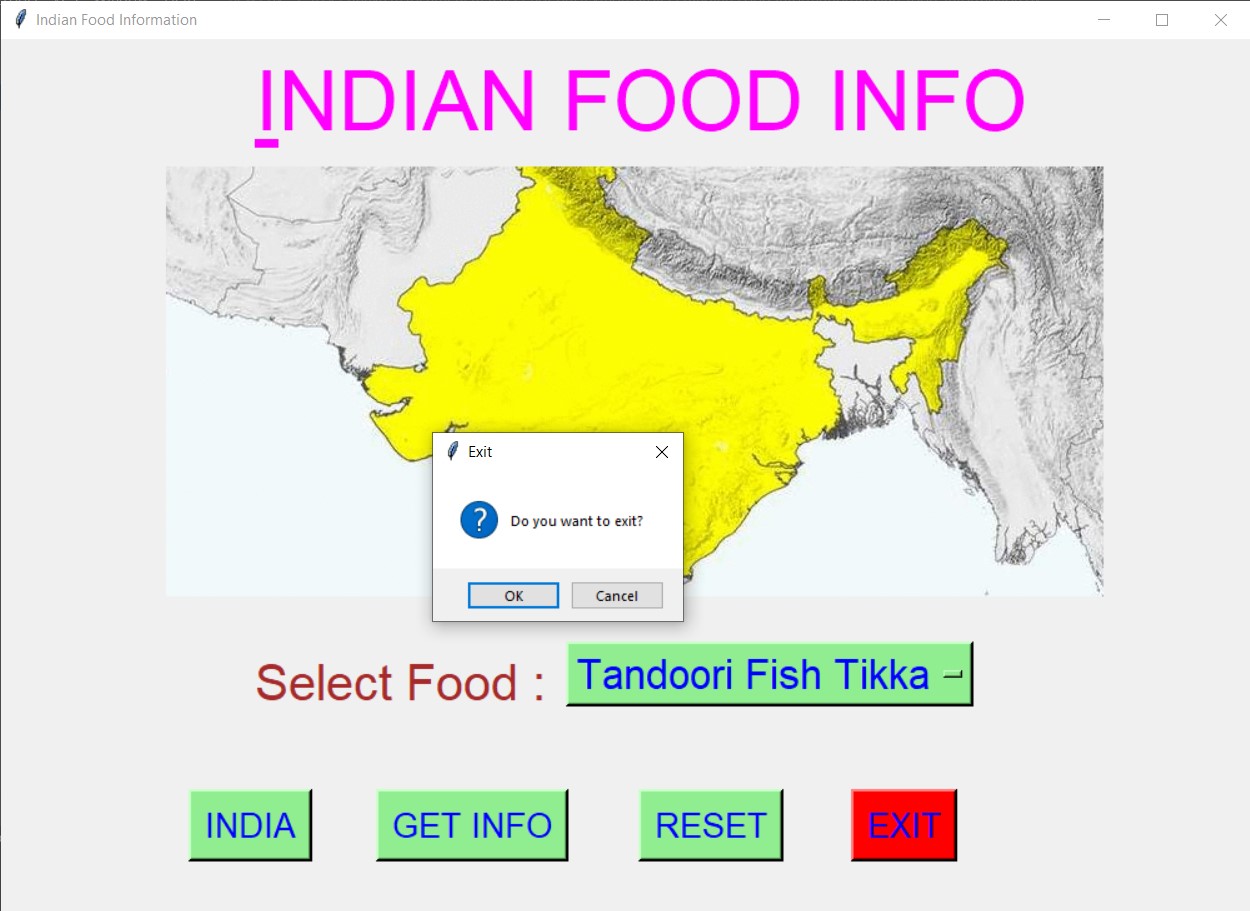 Indian Food Information
INDIAN FOOD INFO
Exit
Do you want to exit?
OK Cancel
Select Food : Tandoori Fish Tikka
INDIA GET INFO RESET EXIT